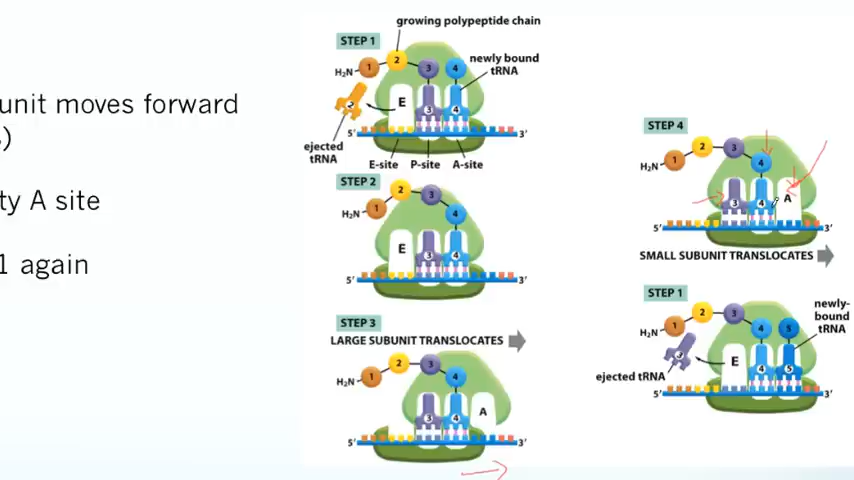 unit moves forward
s)
ty A site
1 again
growing polypeptide chain
STEP 1
newly bound
tRNA
1 2 3 4
H₂N
E
2
3 4
5' 3'
ejected
tRNA
E-site P-site A-site
STEP 2
1 2 3 4
H₂N
E
3 4
5' 3'
STEP 3
LARGE SUBUNIT TRANSLOCATES
1 2 3 4
H₂N
A
3 4
5' 3'
STEP 4
1 2 3 4
H₂N
A
3 4
5' 3'
SMALL SUBUNIT TRANSLOCATES
STEP 1
newly-
bound
tRNA
1 2 3 4 5
H₂N
3
E
ejected tRNA
4 5
5' 3'